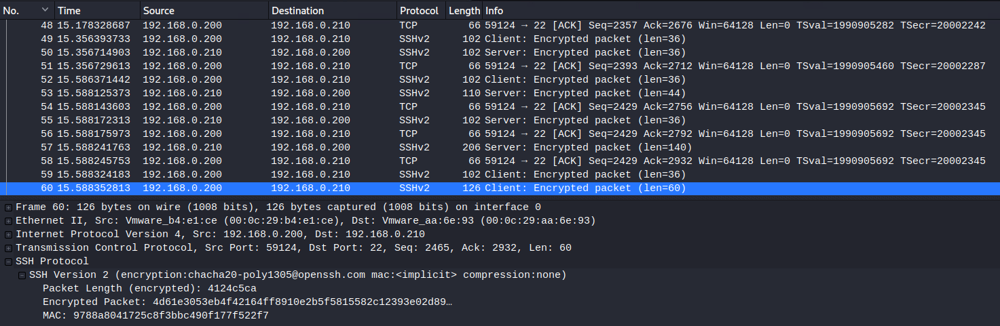 No. Time Source Destination Protocol Length Info
48 15.178328687 192.168.0.200 192.168.0.210 TCP 66 59124 → 22 [ACK] Seq=2357 Ack=2676 Win=64128 Len=0 TSval=1990905282 TSecr=20002242
49 15.356393733 192.168.0.200 192.168.0.210 SSHv2 102 Client: Encrypted packet (len=36)
50 15.356714903 192.168.0.210 192.168.0.200 SSHv2 102 Server: Encrypted packet (len=36)
51 15.356729613 192.168.0.200 192.168.0.210 TCP 66 59124 → 22 [ACK] Seq=2393 Ack=2712 Win=64128 Len=0 TSval=1990905460 TSecr=20002287
52 15.586371442 192.168.0.200 192.168.0.210 SSHv2 102 Client: Encrypted packet (len=36)
53 15.588125373 192.168.0.210 192.168.0.200 SSHv2 110 Server: Encrypted packet (len=44)
54 15.588143603 192.168.0.200 192.168.0.210 TCP 66 59124 → 22 [ACK] Seq=2429 Ack=2756 Win=64128 Len=0 TSval=1990905692 TSecr=20002345
55 15.588172313 192.168.0.210 192.168.0.200 SSHv2 102 Server: Encrypted packet (len=36)
56 15.588175973 192.168.0.200 192.168.0.210 TCP 66 59124 → 22 [ACK] Seq=2429 Ack=2792 Win=64128 Len=0 TSval=1990905692 TSecr=20002345
57 15.588241763 192.168.0.210 192.168.0.200 SSHv2 206 Server: Encrypted packet (len=140)
58 15.588245753 192.168.0.200 192.168.0.210 TCP 66 59124 → 22 [ACK] Seq=2429 Ack=2932 Win=64128 Len=0 TSval=1990905692 TSecr=20002345
59 15.588324183 192.168.0.200 192.168.0.210 SSHv2 102 Client: Encrypted packet (len=36)
60 15.588352813 192.168.0.200 192.168.0.210 SSHv2 126 Client: Encrypted packet (len=60)
Frame 60: 126 bytes on wire (1008 bits), 126 bytes captured (1008 bits) on interface 0
Ethernet II, Src: Vmware_b4:e1:ce (00:0c:29:b4:e1:ce), Dst: Vmware_aa:6e:93 (00:0c:29:aa:6e:93)
Internet Protocol Version 4, Src: 192.168.0.200, Dst: 192.168.0.210
Transmission Control Protocol, Src Port: 59124, Dst Port: 22, Seq: 2465, Ack: 2932, Len: 60
SSH Protocol
SSH Version 2 (encryption:chacha20-poly1305@openssh.com mac:<implicit> compression:none)
Packet Length (encrypted): 4124c5ca
Encrypted Packet: 4d61e3053eb4f42164ff8910e2b5f5815582c12393e02d89…
MAC: 9788a8041725c8f3bbc490f177f522f7